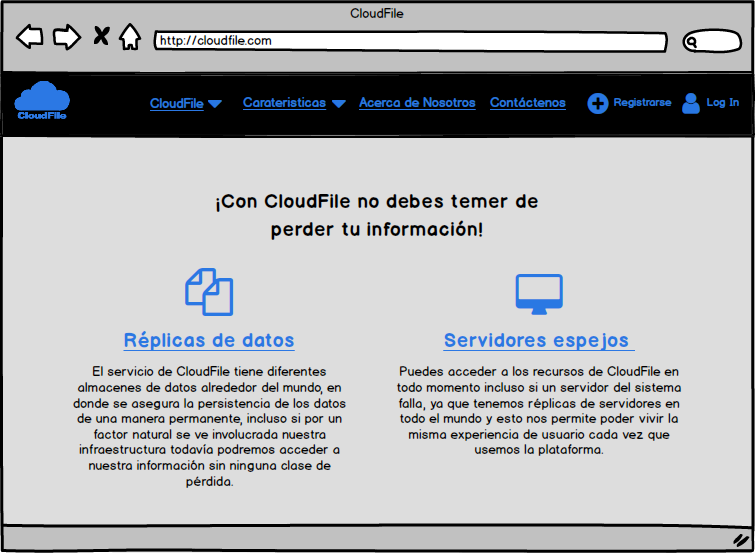 CloudFile
http://cloudfile.com
CloudFile
CloudFile
Carateristicas
Acerca de Nosotros
Contáctenos
Registrarse
Log In
¡Con CloudFile no debes temer de
perder tu información!
Réplicas de datos
El servicio de CloudFile tiene diferentes
almacenes de datos alrededor del mundo, en
donde se asegura la persistencia de los datos
de una manera permanente, incluso si por un
factor natural se ve involucrada nuestra
infraestructura todavía podremos acceder a
nuestra información sin ninguna clase de
pérdida.
Servidores espejos
Puedes acceder a los recursos de CloudFile en
todo momento incluso si un servidor del sistema
falla, ya que tenemos réplicas de servidores en
todo el mundo y esto nos permite poder vivir la
misma experiencia de usuario cada vez que
usemos la plataforma.